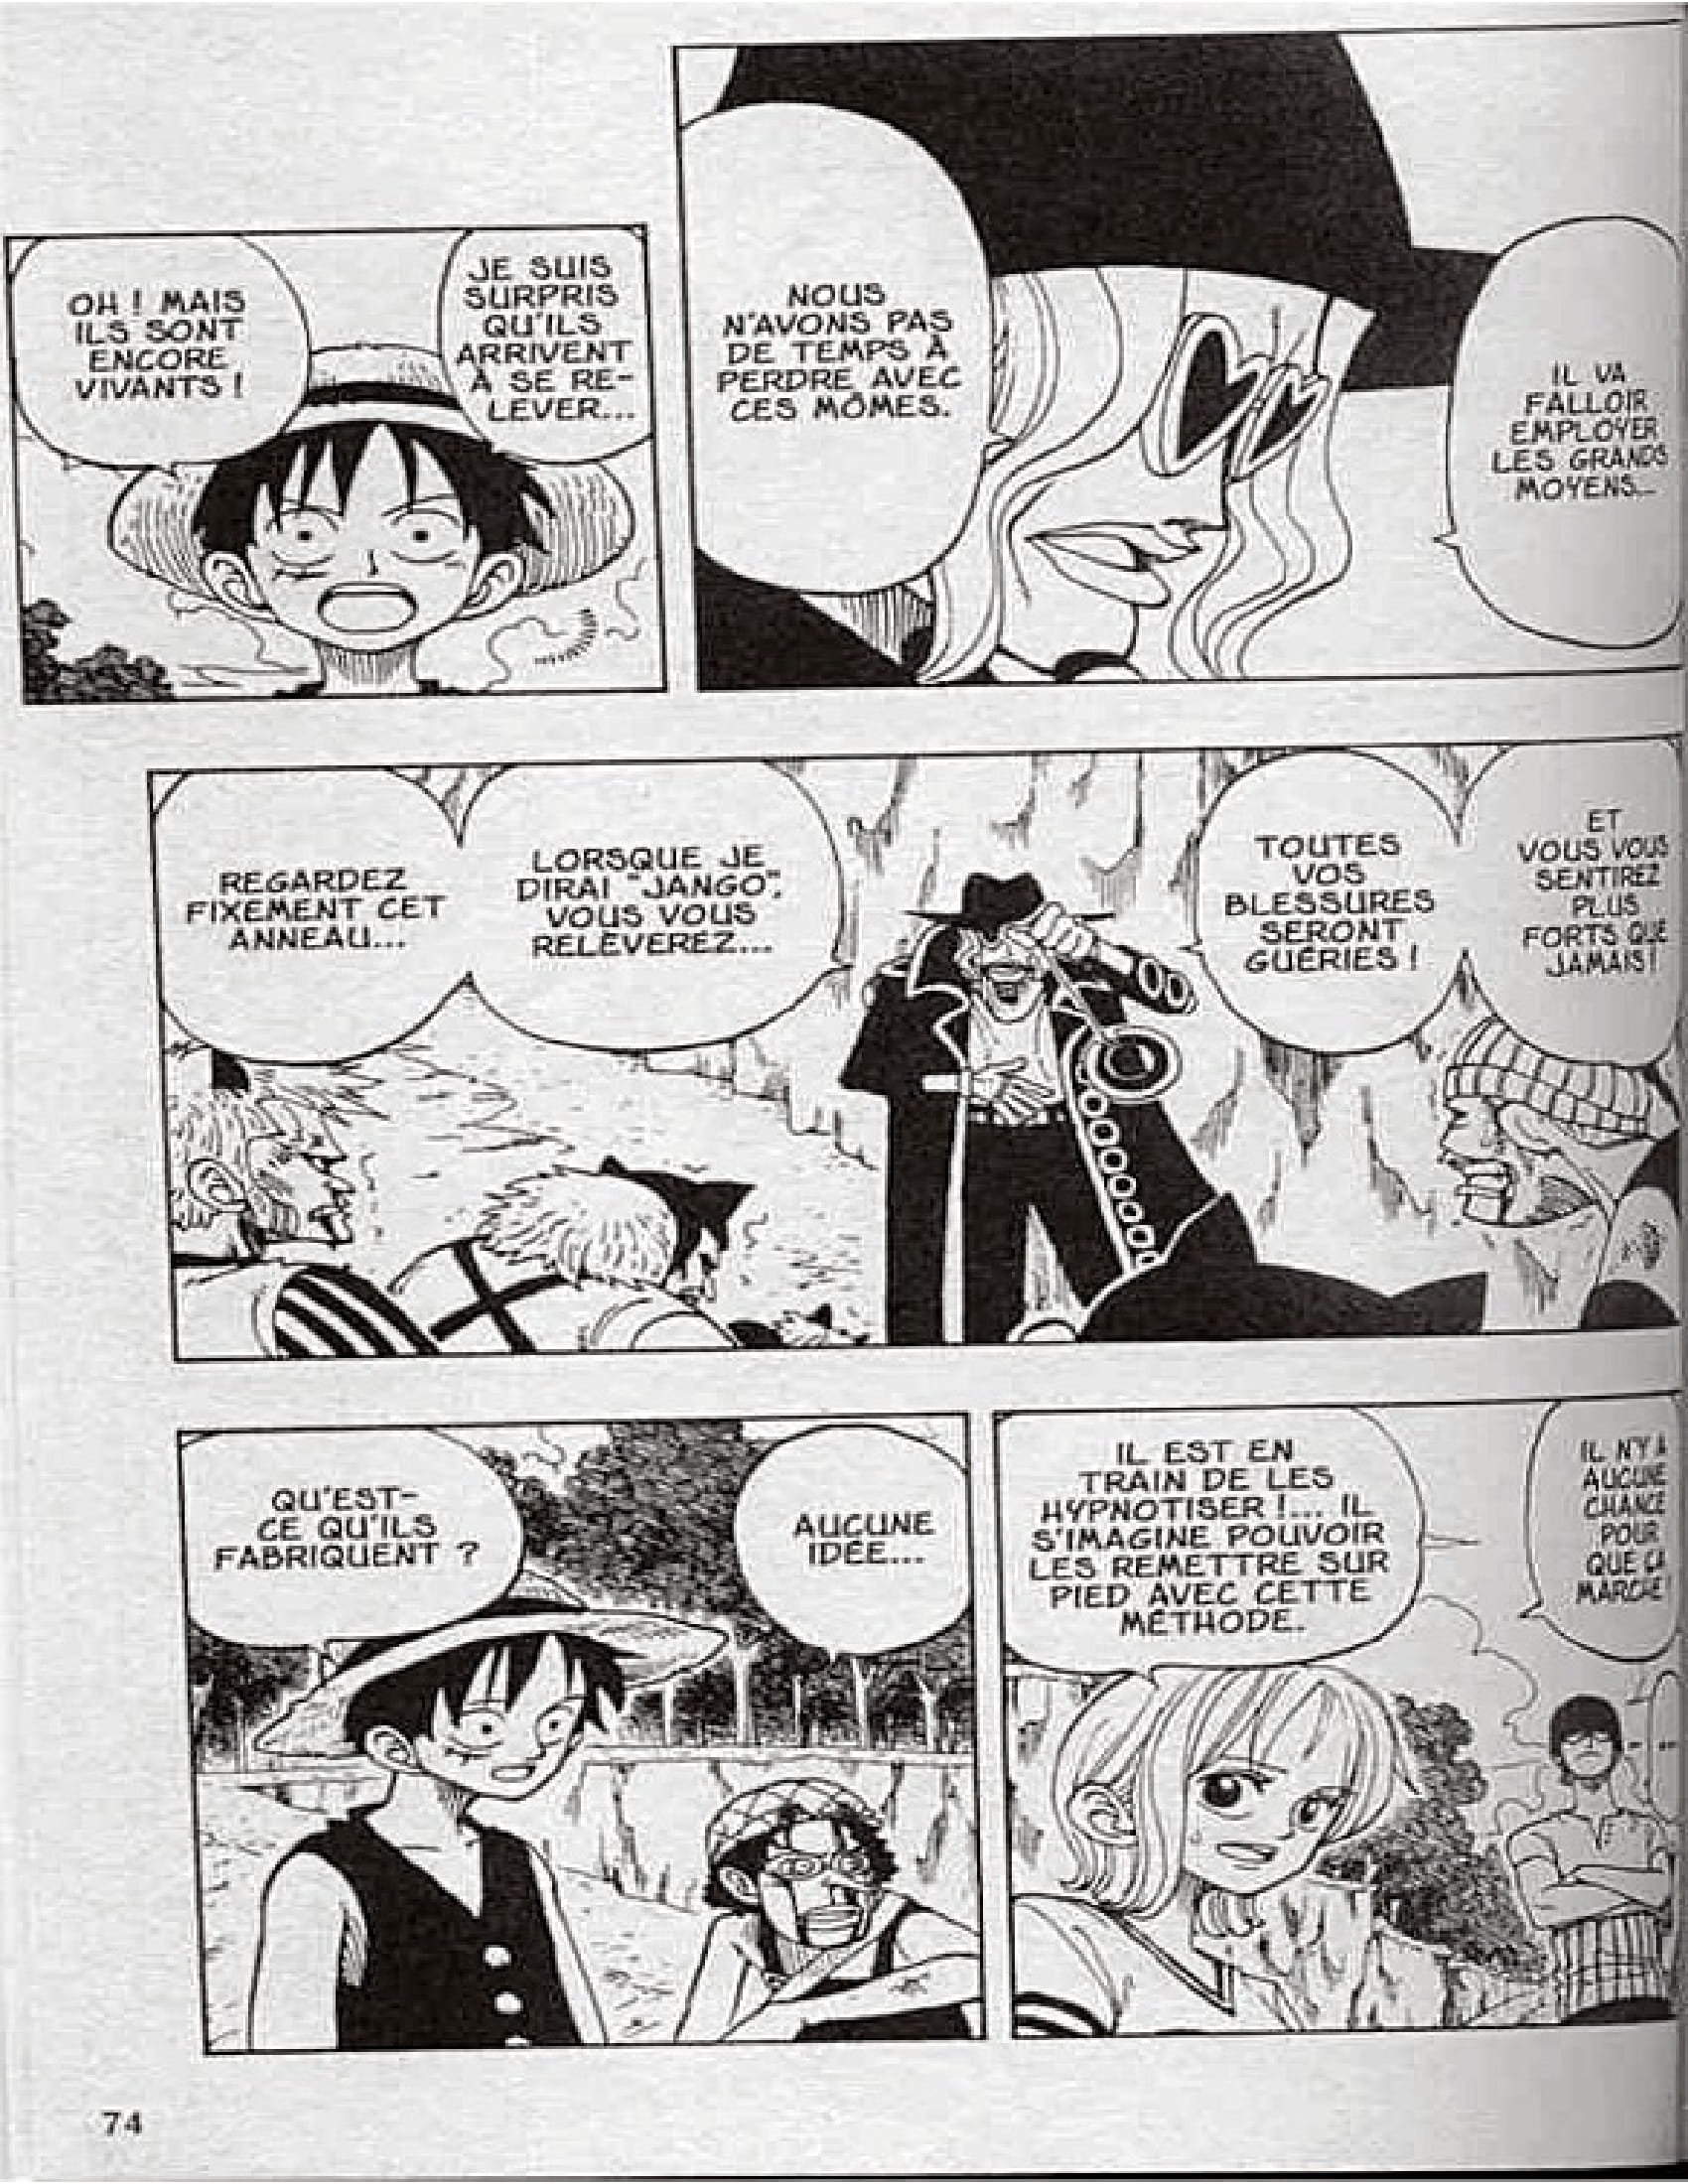 OH ! MAIS
ILS SONT
ENCORE
VIVANTS !
JE SUIS
SURPRIS
QU'ILS
ARRIVENT
À SE RE-
LEVER...
NOUS
N'AVONS PAS
DE TEMPS À
PERDRE AVEC
CES MÔMES.
IL VA
FALLOIR
EMPLOYER
LES GRANDS
MOYENS...
REGARDEZ
FIXEMENT CET
ANNEAU...
LORSQUE JE
DIRAI "JANGO",
VOUS VOUS
RELÈVEREZ...
TOUTES
VOS
BLESSURES
SERONT
GUÉRIES !
ET
VOUS VOUS
SENTIREZ
PLUS
FORTS QUE
JAMAIS !
QU'EST-
CE QU'ILS
FABRIQUENT ?
AUCUNE
IDÉE...
IL EST EN
TRAIN DE LES
HYPNOTISER !... IL
S'IMAGINE POUVOIR
LES REMETTRE SUR
PIED AVEC CETTE
MÉTHODE.
IL N'Y A
AUCUNE
CHANCE
POUR
QUE ÇA
MARCHE !
74